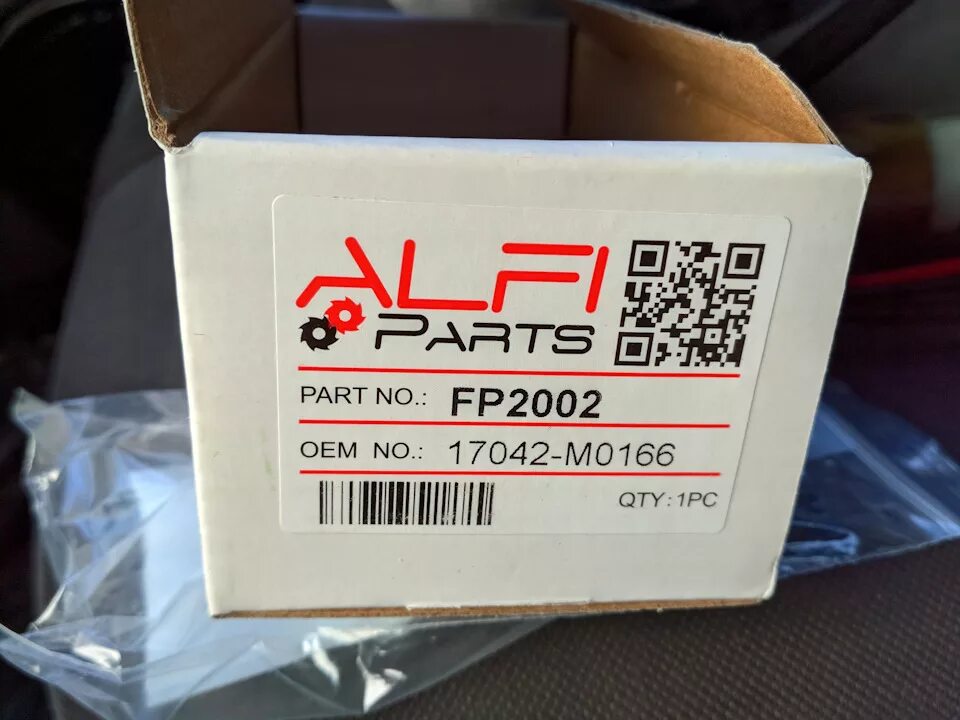 ALFI
PARTS
PART NO.: FP2002
OEM NO.: 17042-M0166
QTY: 1PC